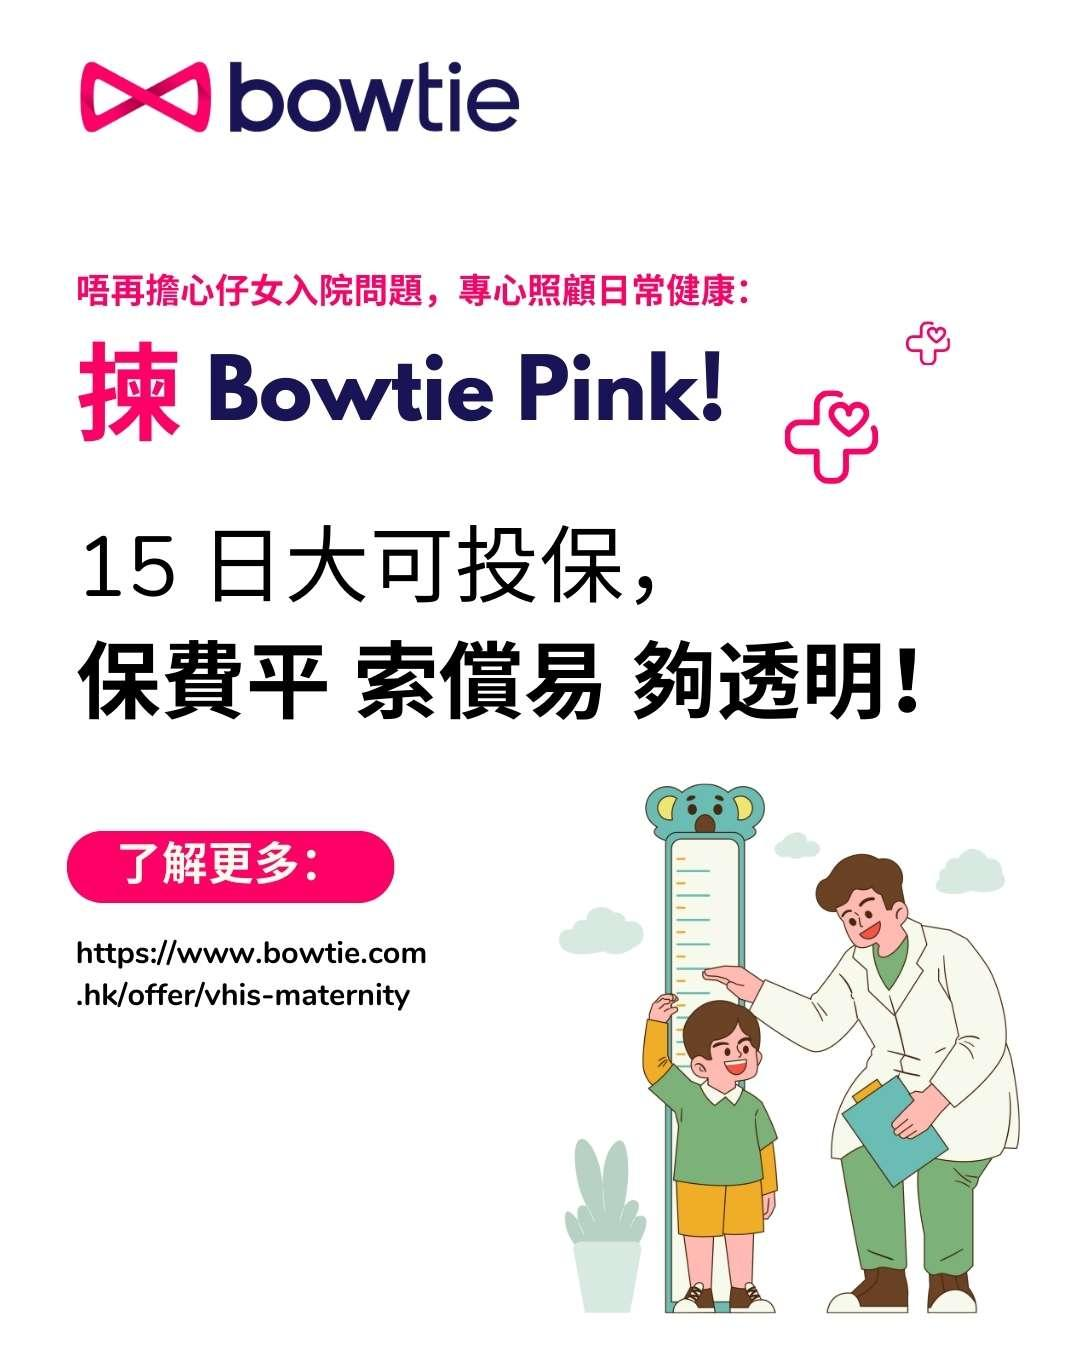 bowtie
唔再擔心仔女入院問題，專心照顧日常健康：
揀 Bowtie Pink!
15 日大可投保，
保費平 索償易 夠透明！
了解更多：
https://www.bowtie.com
.hk/offer/vhis-maternity